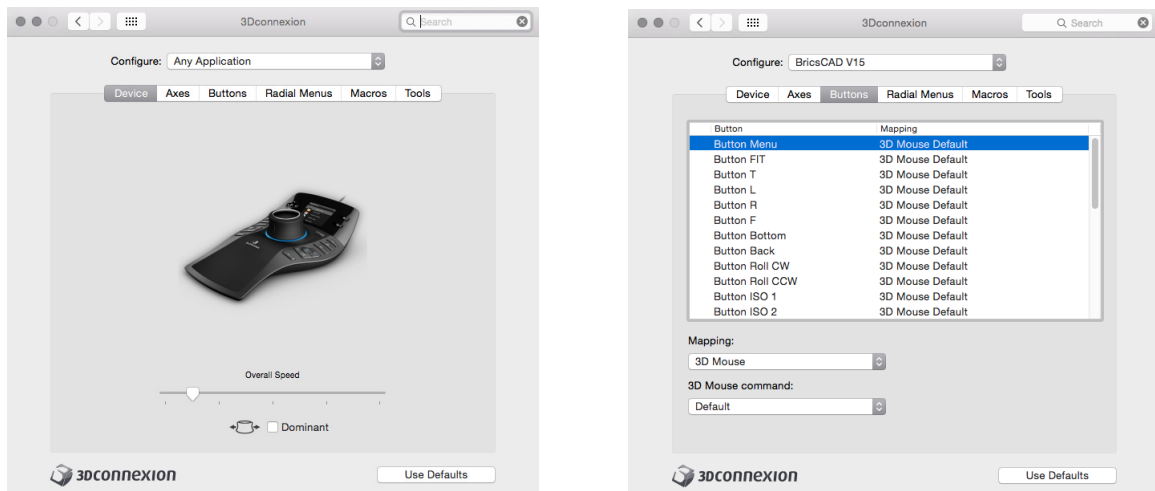 3Dconnexion
Search
Configure: Any Application
Device Axes Buttons Radial Menus Macros Tools
Overall Speed
Dominant
3Dconnexion
Use Defaults
3Dconnexion
Search
Configure: BricsCAD V15
Device Axes Buttons Radial Menus Macros Tools
Button Mapping
Button Menu 3D Mouse Default
Button FIT 3D Mouse Default
Button T 3D Mouse Default
Button L 3D Mouse Default
Button R 3D Mouse Default
Button F 3D Mouse Default
Button Bottom 3D Mouse Default
Button Back 3D Mouse Default
Button Roll CW 3D Mouse Default
Button Roll CCW 3D Mouse Default
Button ISO 1 3D Mouse Default
Button ISO 2 3D Mouse Default
Mapping:
3D Mouse
3D Mouse command:
Default
3Dconnexion
Use Defaults